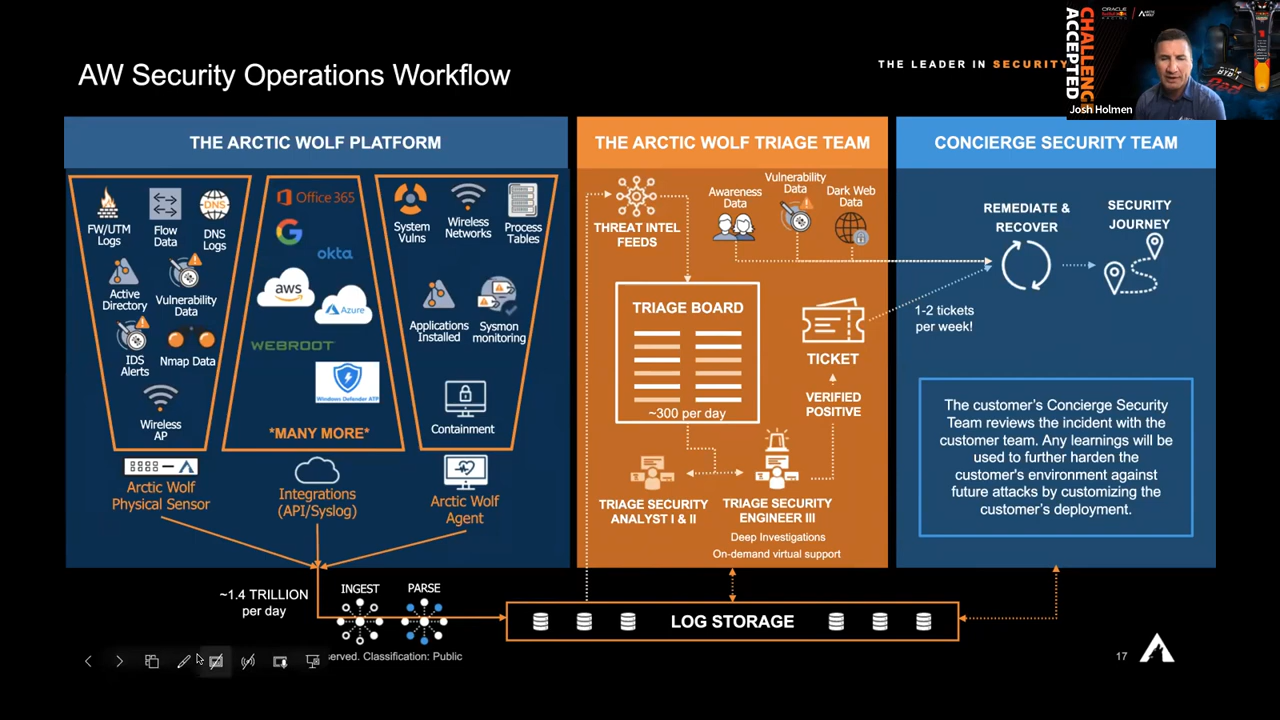 AW Security Operations Workflow
THE LEADER IN SECURITY
CHALLENGE
ACCEPTED
ORACLE
Josh Holmen
THE ARCTIC WOLF PLATFORM
FW/UTM
Logs
Flow
Data
DNS
DNS
Logs
Active
Directory
Vulnerability
Data
IDS
Alerts
Nmap Data
Wireless
AP
Arctic Wolf
Physical Sensor
Office 365
G
okta
aws
Azure
WEBROOT
Windows Defender ATP
*MANY MORE*
Integrations
(API/Syslog)
System
Vulns
Wireless
Networks
Process
Tables
Applications
Installed
Sysmon
monitoring
Containment
Arctic Wolf
Agent
THE ARCTIC WOLF TRIAGE TEAM
THREAT INTEL
FEEDS
Awareness
Data
Vulnerability
Data
Dark Web
Data
TRIAGE BOARD
~300 per day
TICKET
VERIFIED
POSITIVE
TRIAGE SECURITY
ANALYST I & II
TRIAGE SECURITY
ENGINEER III
Deep Investigations
On-demand virtual support
CONCIERGE SECURITY TEAM
REMEDIATE &
RECOVER
SECURITY
JOURNEY
1-2 tickets
per week!
The customer's Concierge Security
Team reviews the incident with the
customer team. Any learnings will be
used to further harden the
customer's environment against
future attacks by customizing the
customer's deployment.
~1.4 TRILLION
per day
INGEST
PARSE
LOG STORAGE
served. Classification: Public
17